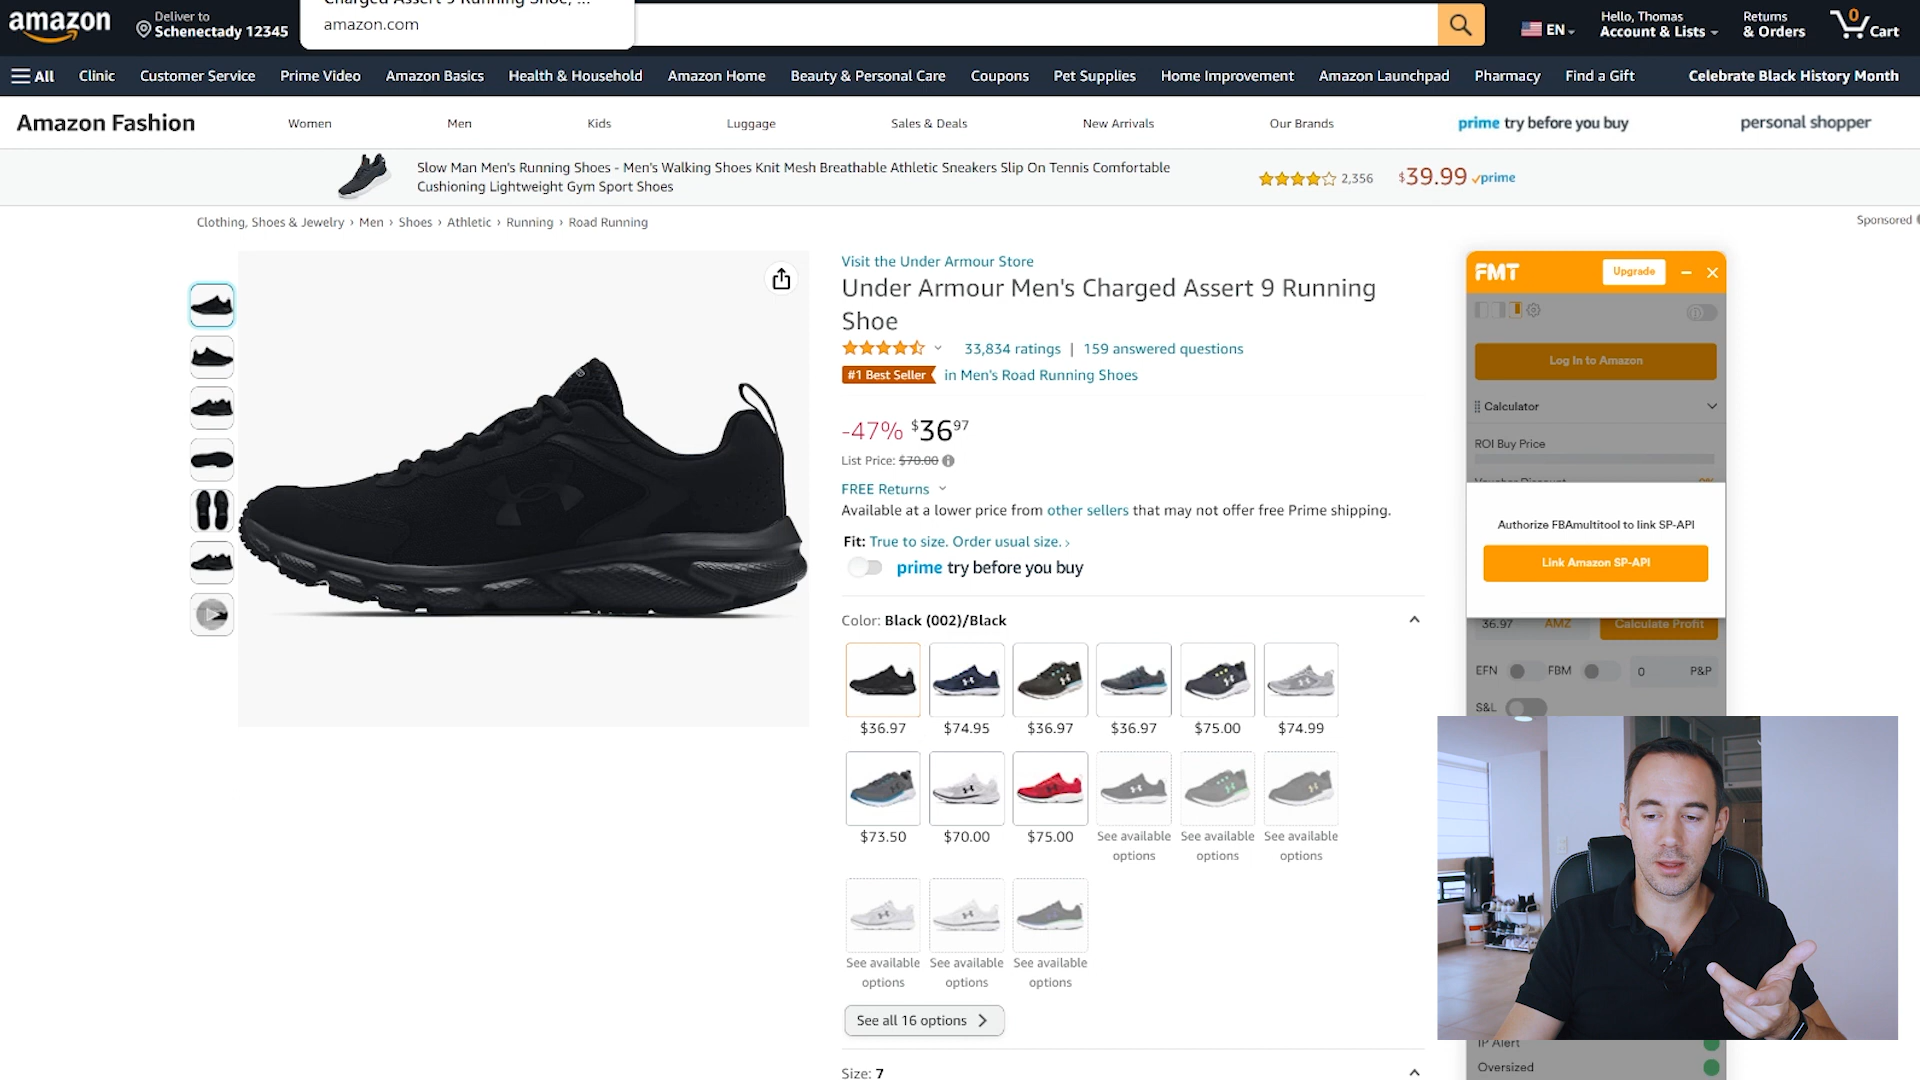 Charged Assert 9 Running Shoe, ...
amazon.com
amazon
Deliver to
Schenectady 12345
EN
Hello, Thomas
Account & Lists
Returns
& Orders
0
Cart
All
Clinic
Customer Service
Prime Video
Amazon Basics
Health & Household
Amazon Home
Beauty & Personal Care
Coupons
Pet Supplies
Home Improvement
Amazon Launchpad
Pharmacy
Find a Gift
Celebrate Black History Month
Amazon Fashion
Women
Men
Kids
Luggage
Sales & Deals
New Arrivals
Our Brands
prime try before you buy
personal shopper
Slow Man Men's Running Shoes - Men's Walking Shoes Knit Mesh Breathable Athletic Sneakers Slip On Tennis Comfortable
Cushioning Lightweight Gym Sport Shoes
2,356
$39.99 prime
Clothing, Shoes & Jewelry › Men › Shoes › Athletic › Running › Road Running
Sponsored
Visit the Under Armour Store
Under Armour Men's Charged Assert 9 Running
Shoe
33,834 ratings | 159 answered questions
#1 Best Seller in Men's Road Running Shoes
-47% $36 97
List Price: $70.00
FREE Returns
Available at a lower price from other sellers that may not offer free Prime shipping.
Fit: True to size. Order usual size. ›
prime try before you buy
Color: Black (002)/Black
$36.97
$74.95
$36.97
$36.97
$75.00
$74.99
$73.50
$70.00
$75.00
See available
options
See available
options
See available
options
See available
options
See available
options
See available
options
See all 16 options
Size: 7
FMT
Upgrade
Log In to Amazon
Calculator
ROI Buy Price
Authorize FBAmultitool to link SP-API
Link Amazon SP-API
36.97
AMZ
Calculate Profit
EFN
FBM
0
P&P
S&L
IP Alert
Oversized